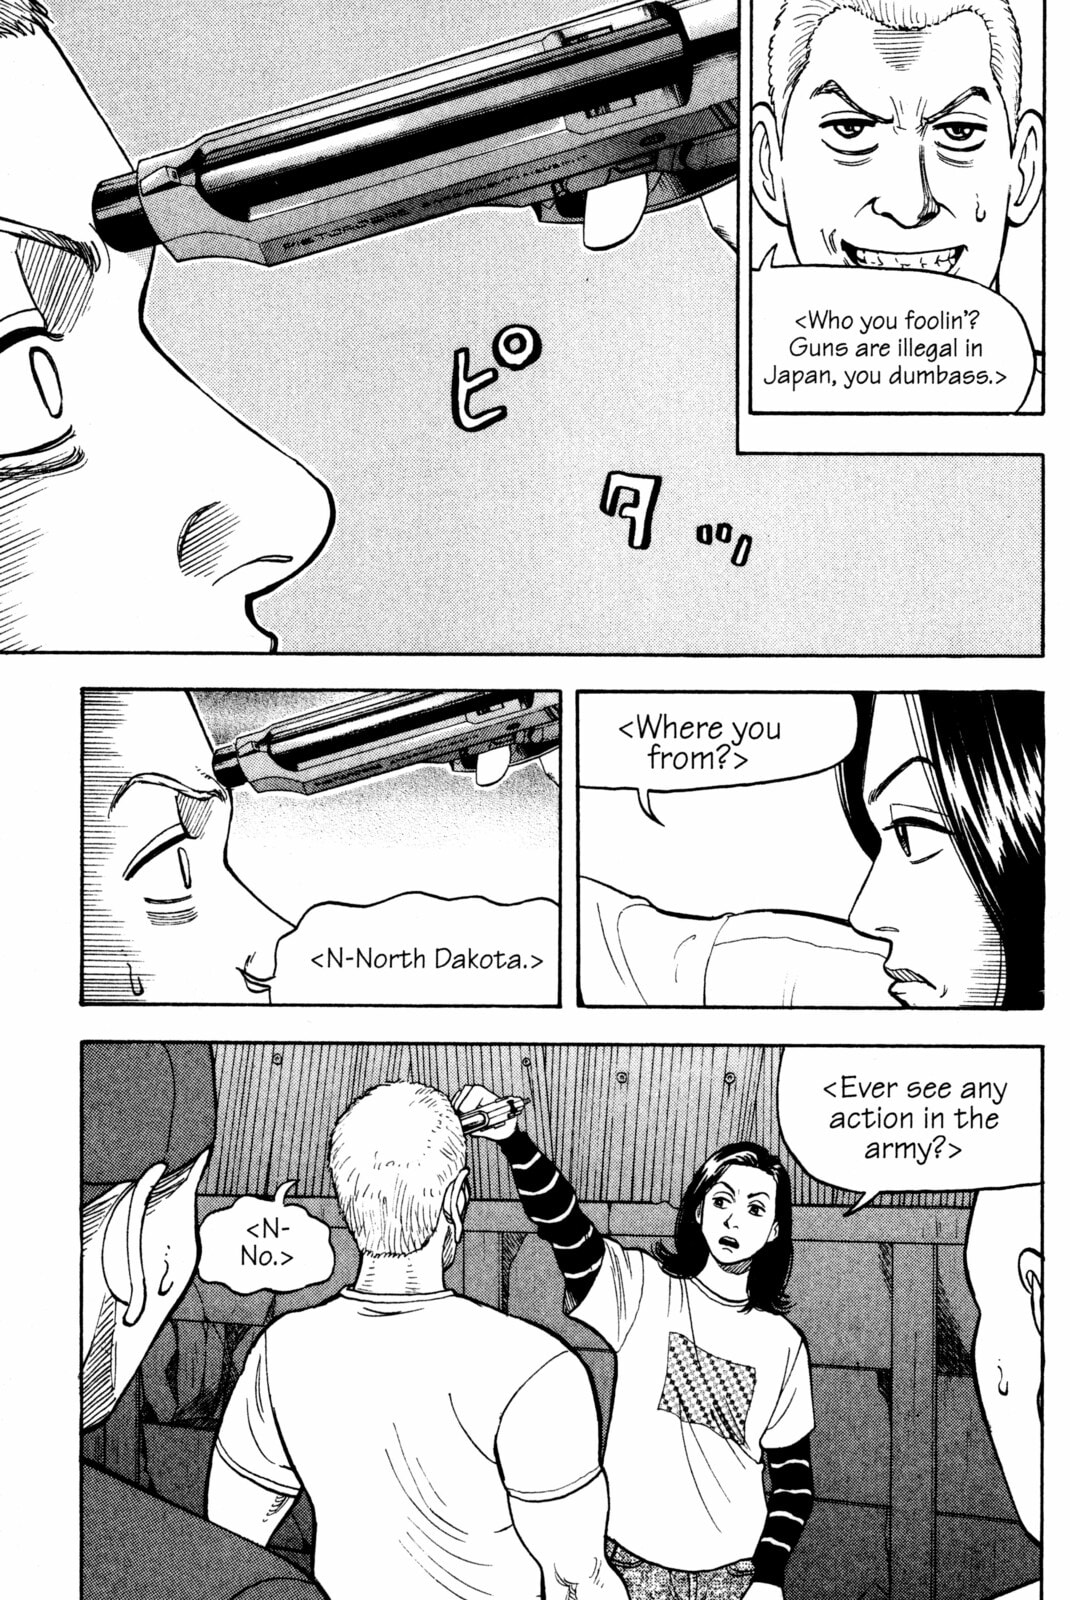 <Who you foolin'?
Guns are illegal in
Japan, you dumbass.>
ピ
タッ
<Where you
from?>
<N-North Dakota.>
<Ever see any
action in the
army?>
<N-
No.>